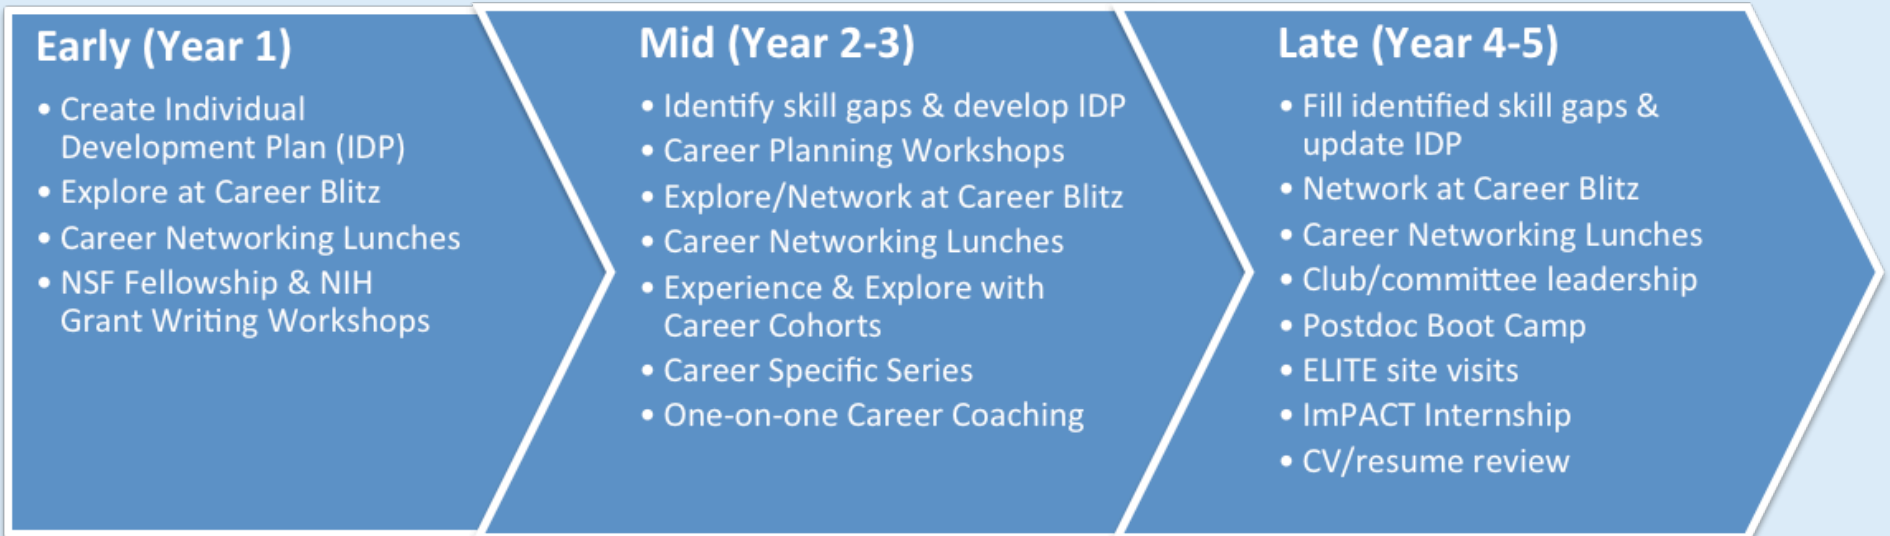 Early (Year 1)
• Create Individual
Development Plan (IDP)
• Explore at Career Blitz
• Career Networking Lunches
• NSF Fellowship & NIH
Grant Writing Workshops
Mid (Year 2-3)
• Identify skill gaps & develop IDP
• Career Planning Workshops
• Explore/Network at Career Blitz
• Career Networking Lunches
• Experience & Explore with
Career Cohorts
• Career Specific Series
• One-on-one Career Coaching
Late (Year 4-5)
• Fill identified skill gaps &
update IDP
• Network at Career Blitz
• Career Networking Lunches
• Club/committee leadership
• Postdoc Boot Camp
• ELITE site visits
• ImPACT Internship
• CV/resume review